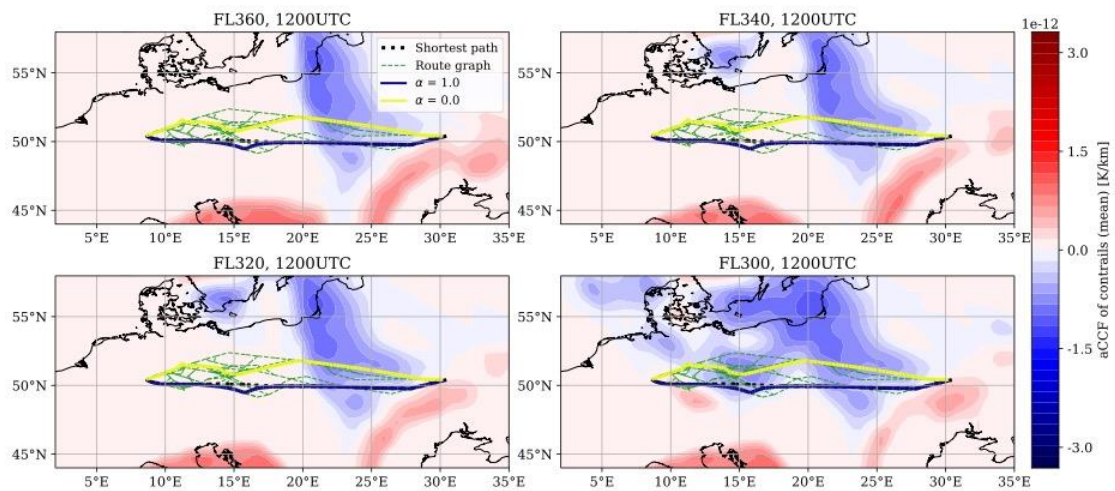 FL360, 1200UTC
Shortest path
Route graph
α = 1.0
α = 0.0
55°N
50°N
45°N
5°E 10°E 15°E 20°E 25°E 30°E 35°E
FL340, 1200UTC
55°N
50°N
45°N
5°E 10°E 15°E 20°E 25°E 30°E 35°E
FL320, 1200UTC
55°N
50°N
45°N
5°E 10°E 15°E 20°E 25°E 30°E 35°E
FL300, 1200UTC
55°N
50°N
45°N
5°E 10°E 15°E 20°E 25°E 30°E 35°E
1e-12
3.0
1.5
0.0
-1.5
-3.0
aCCF of contrails (mean) [K/km]